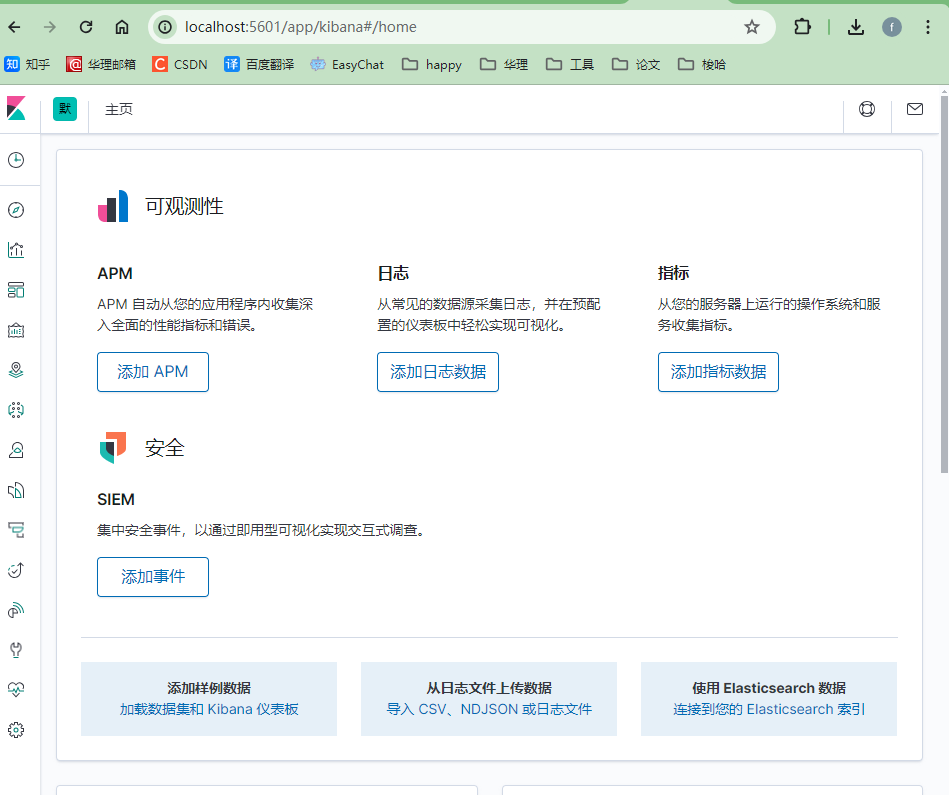 localhost:5601/app/kibana#/home
f
知 知乎 华理邮箱 C CSDN 译 百度翻译 EasyChat happy 华理 工具 论文 梭哈
默 主页
可观测性
APM 日志 指标
APM 自动从您的应用程序内收集深 从常见的数据源采集日志，并在预配 从您的服务器上运行的操作系统和服
入全面的性能指标和错误。 置的仪表板中轻松实现可视化。 务收集指标。
添加 APM 添加日志数据 添加指标数据
安全
SIEM
集中安全事件，以通过即用型可视化实现交互式调查。
添加事件
添加样例数据 从日志文件上传数据 使用 Elasticsearch 数据
加载数据集和 Kibana 仪表板 导入 CSV、NDJSON 或日志文件 连接到您的 Elasticsearch 索引